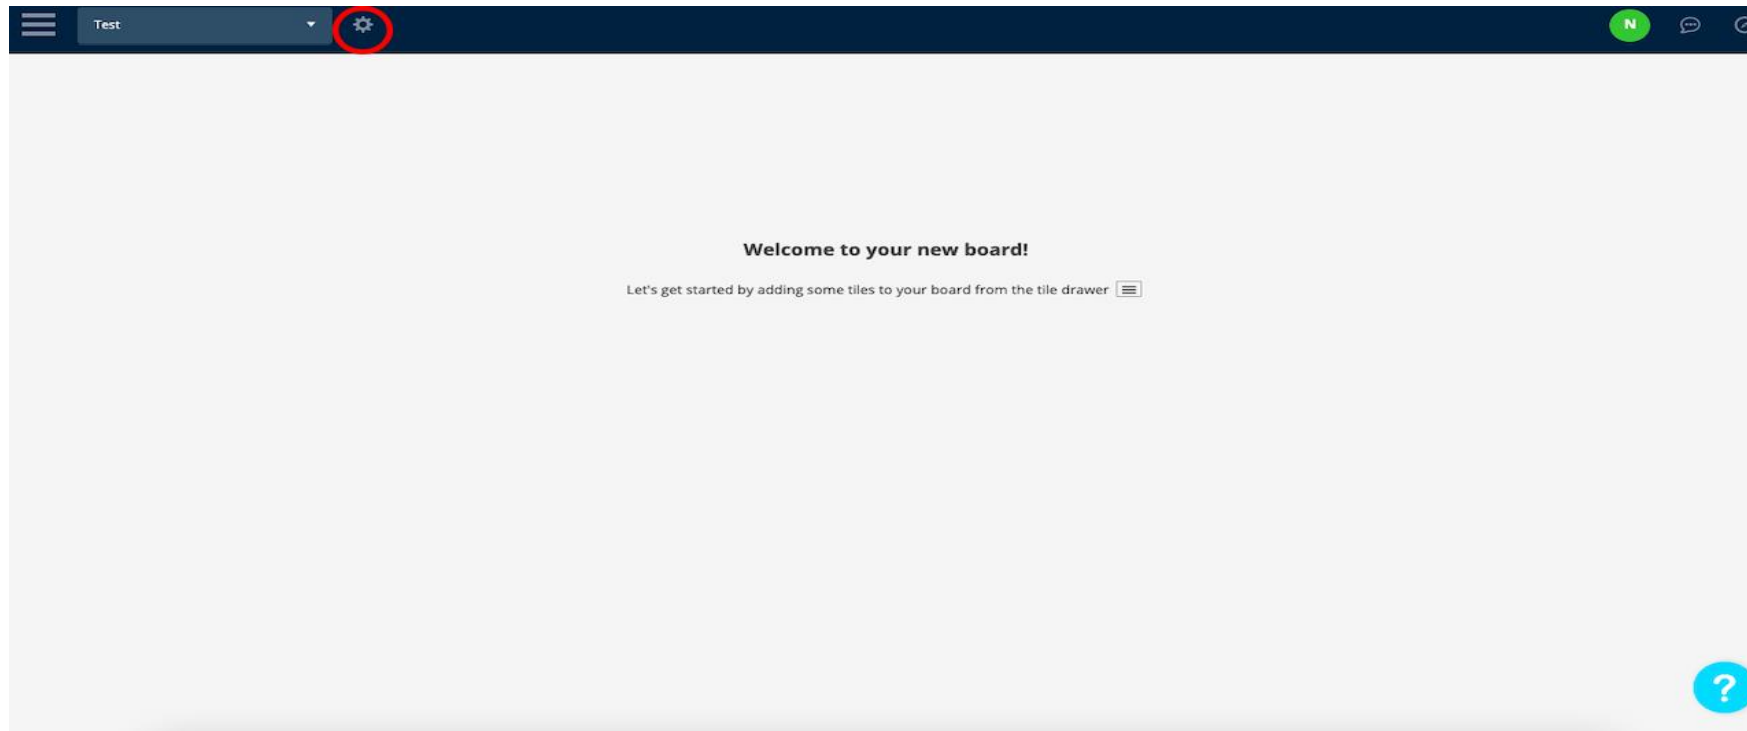 Test
N
Welcome to your new board!
Let's get started by adding some tiles to your board from the tile drawer
?